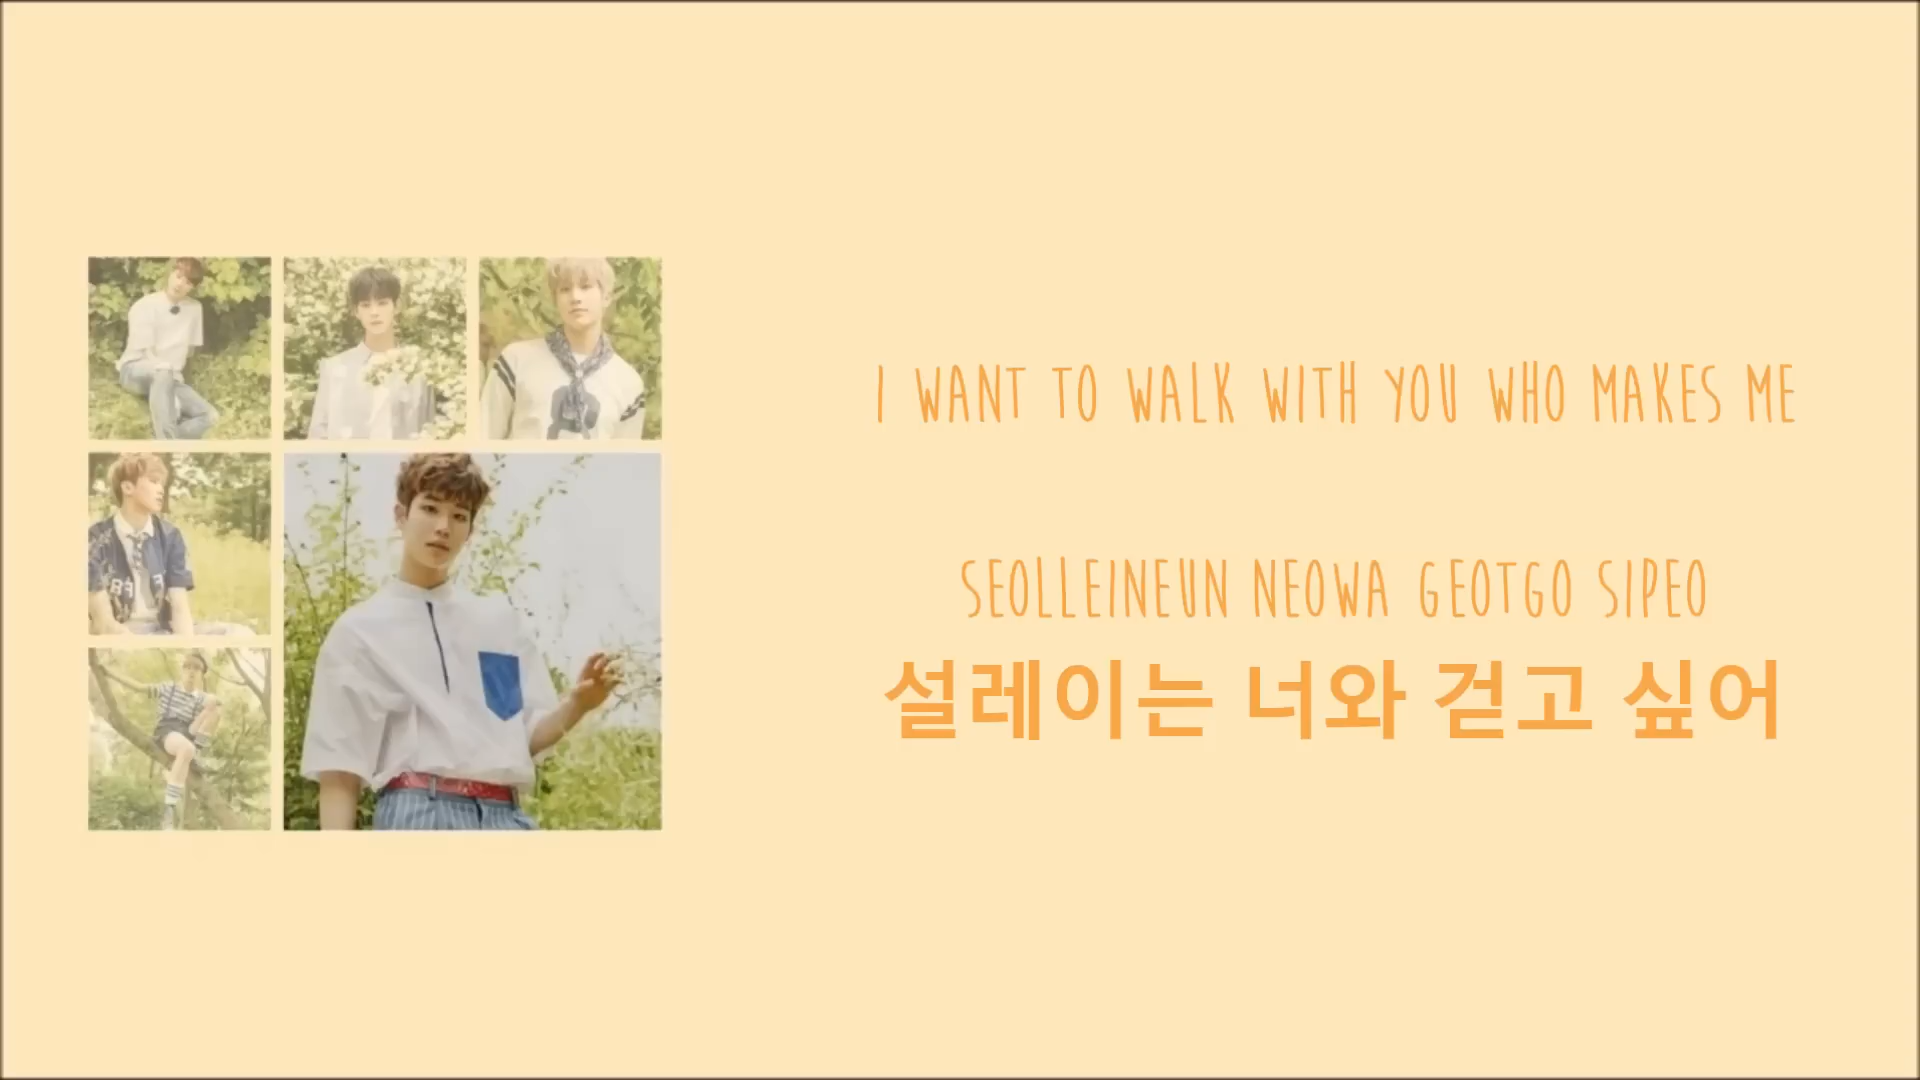 I WANT TO WALK WITH YOU WHO MAKES ME
SEOLLEINEUN NEOWA GEOTGO SIPEO
설레이는 너와 걷고 싶어